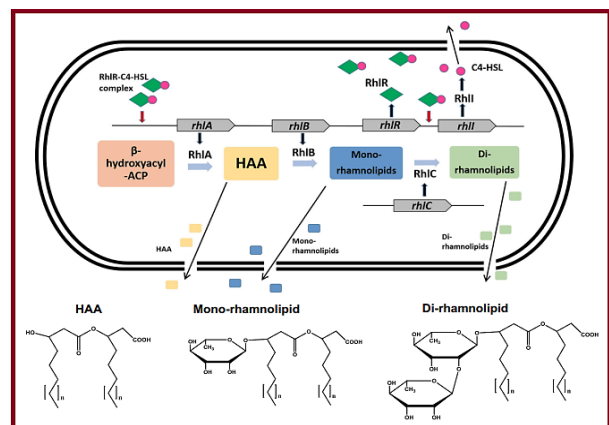 RhlR-C4-HSL
complex
RhlR
C4-HSL
RhlI
rhlA
rhlB
rhlR
rhlI
β-
hydroxyacyl
-ACP
RhlA
HAA
RhlB
Mono-
rhamnolipids
RhlC
Di-
rhamnolipids
rhlC
HAA
Mono-
rhamnolipids
Di-
rhamnolipids
HAA
Mono-rhamnolipid
Di-rhamnolipid
HO
O
O
COOH
n
n
O
CH3
OH
OH
OH
O
O
O
COOH
n
n
OH
O
CH3
OH
O
O
O
O
COOH
O
CH3
OH
OH
OH
n
n